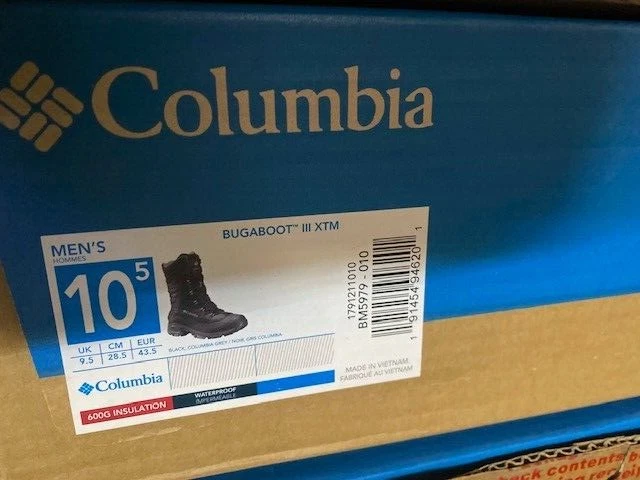 Columbia
BUGABOOT™ III XTM
MEN'S
HOMMES
10⁵
UK CM EUR
9.5 28.5 43.5
BLACK, COLUMBIA GREY / NOIR, GRIS COLUMBIA
Columbia
600G INSULATION
WATERPROOF
IMPERMÉABLE
1791211010
BM5979 - 010
1 91454 94620 1
MADE IN VIETNAM
FABRIQUÉ AU VIETNAM
contents